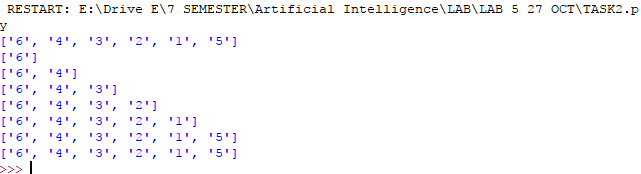 RESTART: E:\Drive E\7 SEMESTER\Artificial Intelligence\LAB\LAB 5 27 OCT\TASK2.p
y
['6', '4', '3', '2', '1', '5']
['6']
['6', '4']
['6', '4', '3']
['6', '4', '3', '2']
['6', '4', '3', '2', '1']
['6', '4', '3', '2', '1', '5']
['6', '4', '3', '2', '1', '5']
>>>